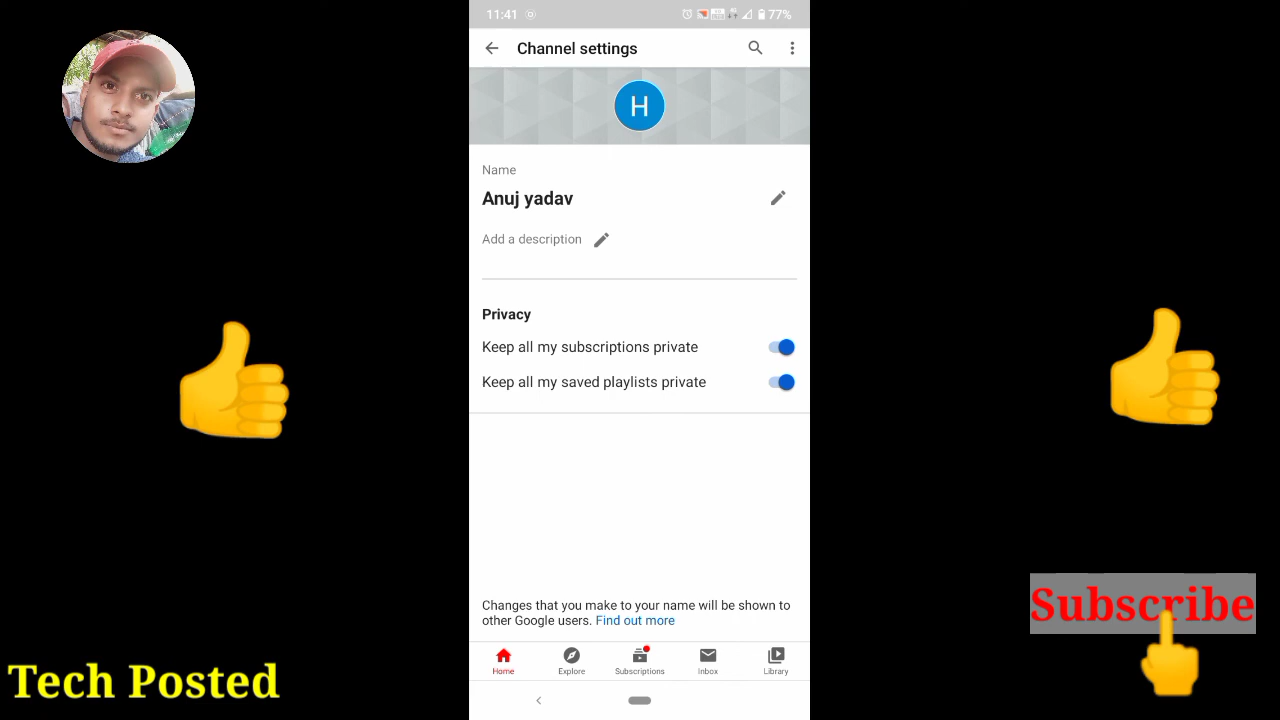 11:41
77%
Channel settings
H
Name
Anuj yadav
Add a description
Privacy
Keep all my subscriptions private
Keep all my saved playlists private
Changes that you make to your name will be shown to
other Google users. Find out more
Home Explore Subscriptions Inbox Library
Subscribe
Tech Posted